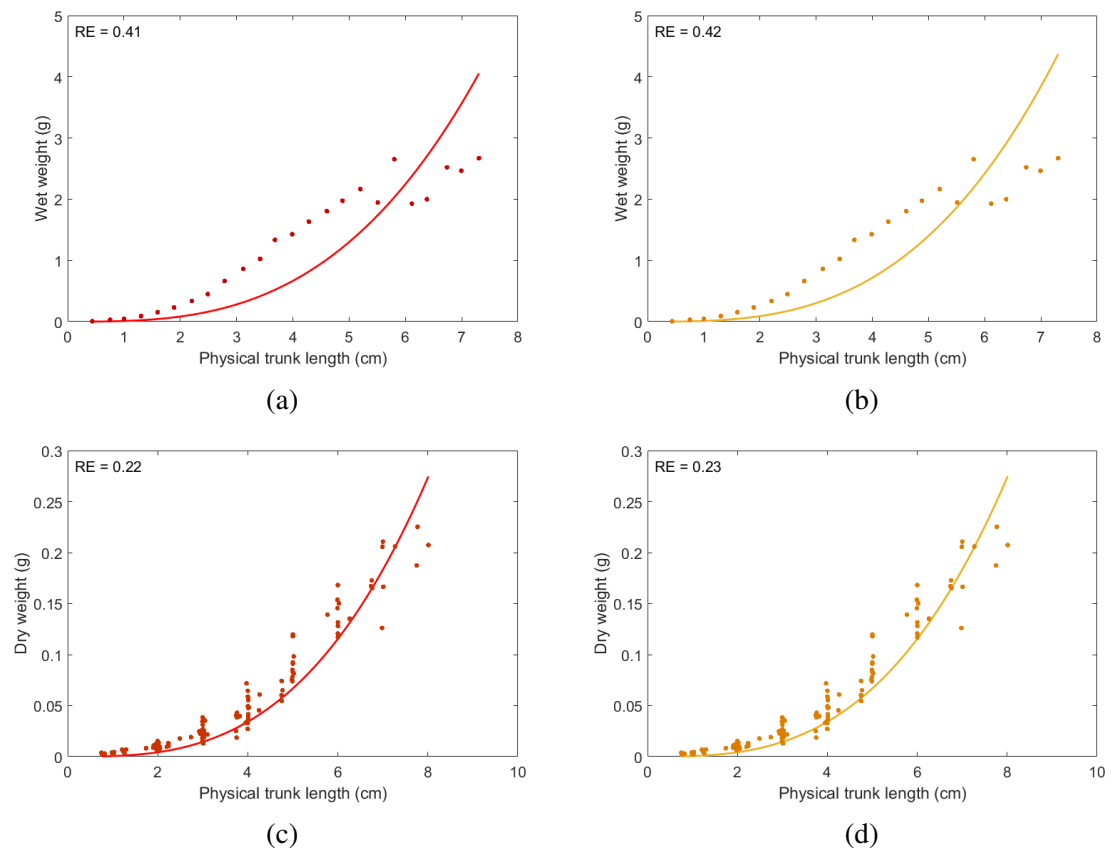 RE = 0.41
5
4
3
2
1
0
Wet weight (g)
0 1 2 3 4 5 6 7 8
Physical trunk length (cm)
(a)
RE = 0.42
5
4
3
2
1
0
Wet weight (g)
0 1 2 3 4 5 6 7 8
Physical trunk length (cm)
(b)
RE = 0.22
0.3
0.25
0.2
0.15
0.1
0.05
0
Dry weight (g)
0 2 4 6 8 10
Physical trunk length (cm)
(c)
RE = 0.23
0.3
0.25
0.2
0.15
0.1
0.05
0
Dry weight (g)
0 2 4 6 8 10
Physical trunk length (cm)
(d)